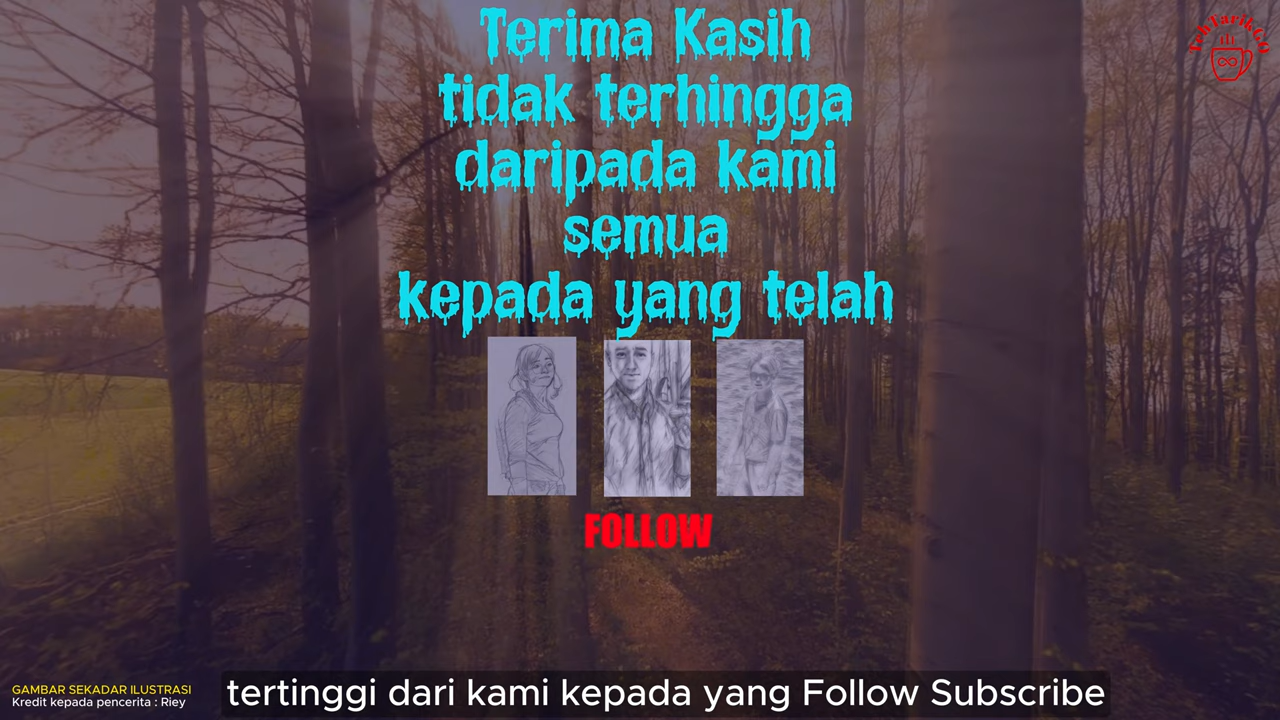 Terima Kasih
tidak terhingga
daripada kami
semua
kepada yang telah
FOLLOW
GAMBAR SEKADAR ILUSTRASI
Kredit kepada pencerita : Riey
tertinggi dari kami kepada yang Follow Subscribe